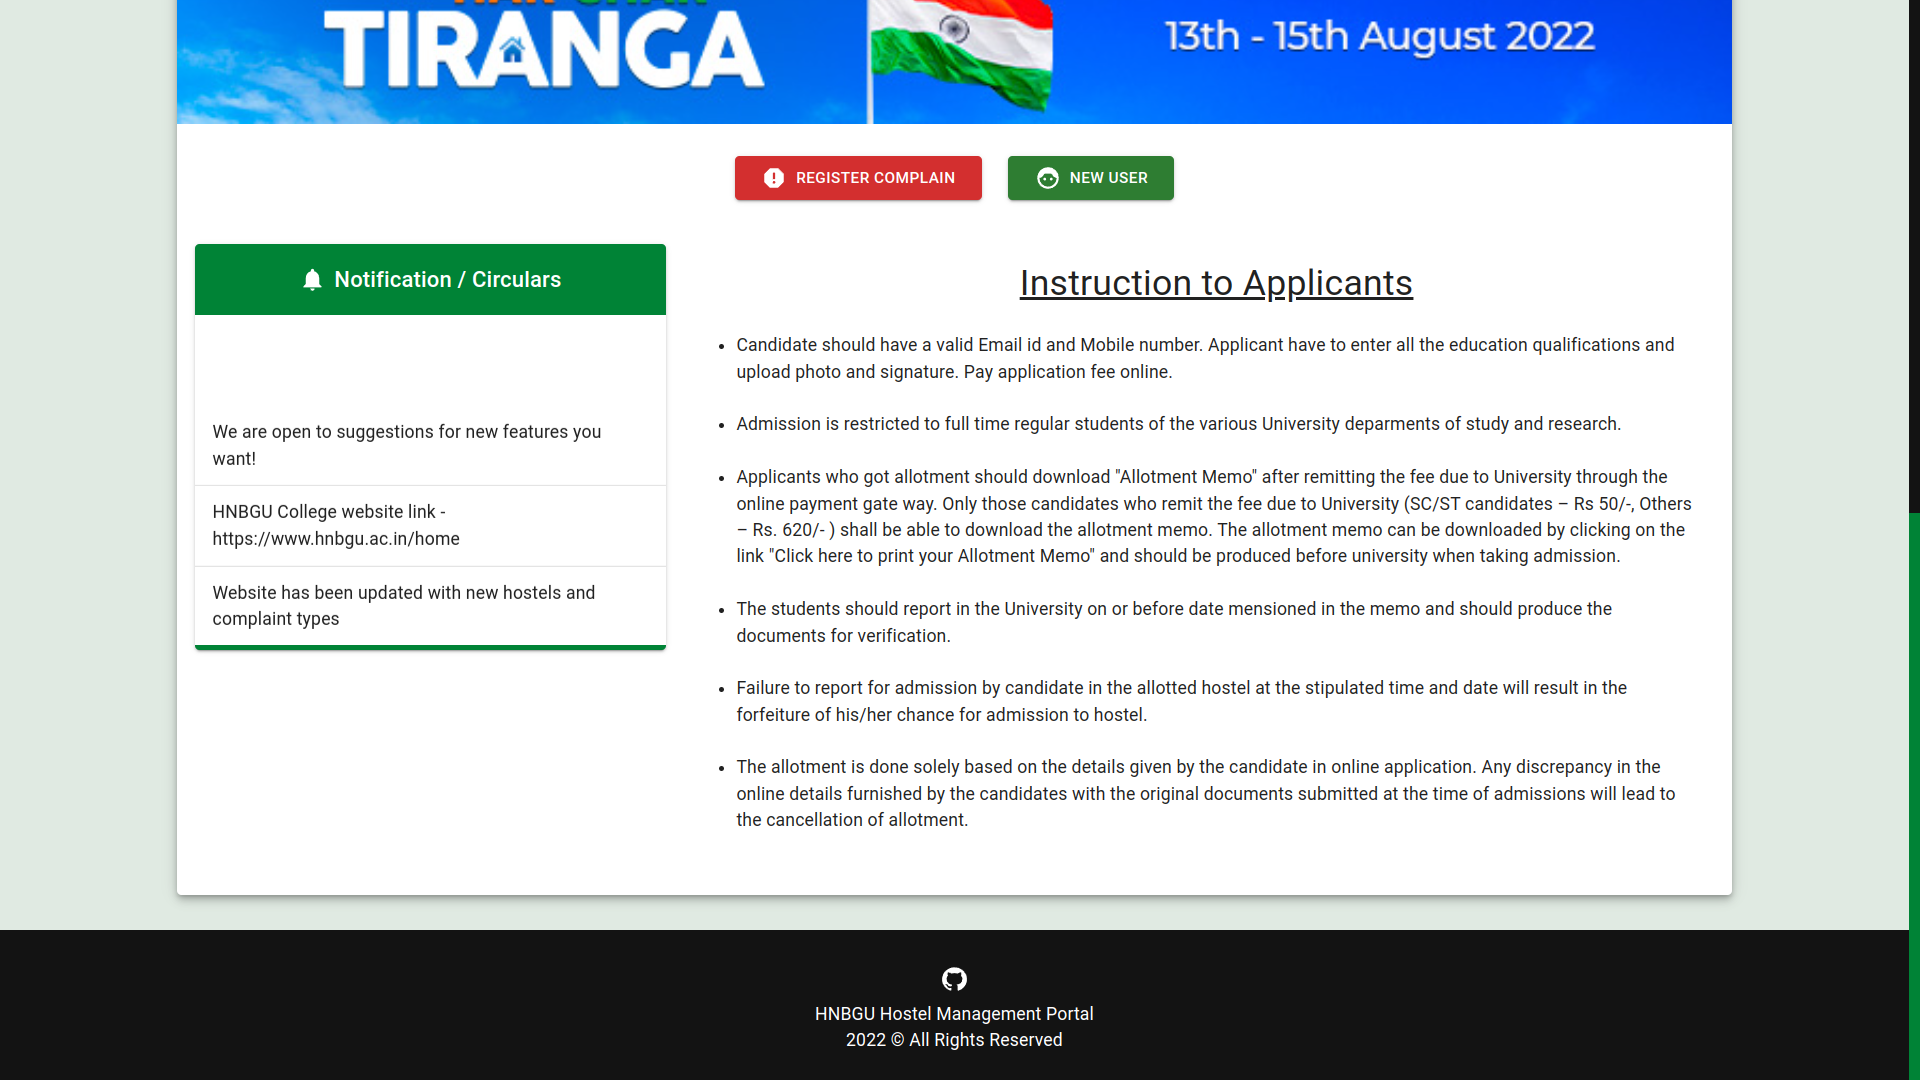 TIRANGA
13th - 15th August 2022
REGISTER COMPLAIN
NEW USER
Notification / Circulars
We are open to suggestions for new features you
want!
HNBGU College website link -
https://www.hnbgu.ac.in/home
Website has been updated with new hostels and
complaint types
Instruction to Applicants
• Candidate should have a valid Email id and Mobile number. Applicant have to enter all the education qualifications and
upload photo and signature. Pay application fee online.
• Admission is restricted to full time regular students of the various University deparments of study and research.
• Applicants who got allotment should download "Allotment Memo" after remitting the fee due to University through the
online payment gate way. Only those candidates who remit the fee due to University (SC/ST candidates – Rs 50/-, Others
– Rs. 620/- ) shall be able to download the allotment memo. The allotment memo can be downloaded by clicking on the
link "Click here to print your Allotment Memo" and should be produced before university when taking admission.
• The students should report in the University on or before date mensioned in the memo and should produce the
documents for verification.
• Failure to report for admission by candidate in the allotted hostel at the stipulated time and date will result in the
forfeiture of his/her chance for admission to hostel.
• The allotment is done solely based on the details given by the candidate in online application. Any discrepancy in the
online details furnished by the candidates with the original documents submitted at the time of admissions will lead to
the cancellation of allotment.
HNBGU Hostel Management Portal
2022 © All Rights Reserved